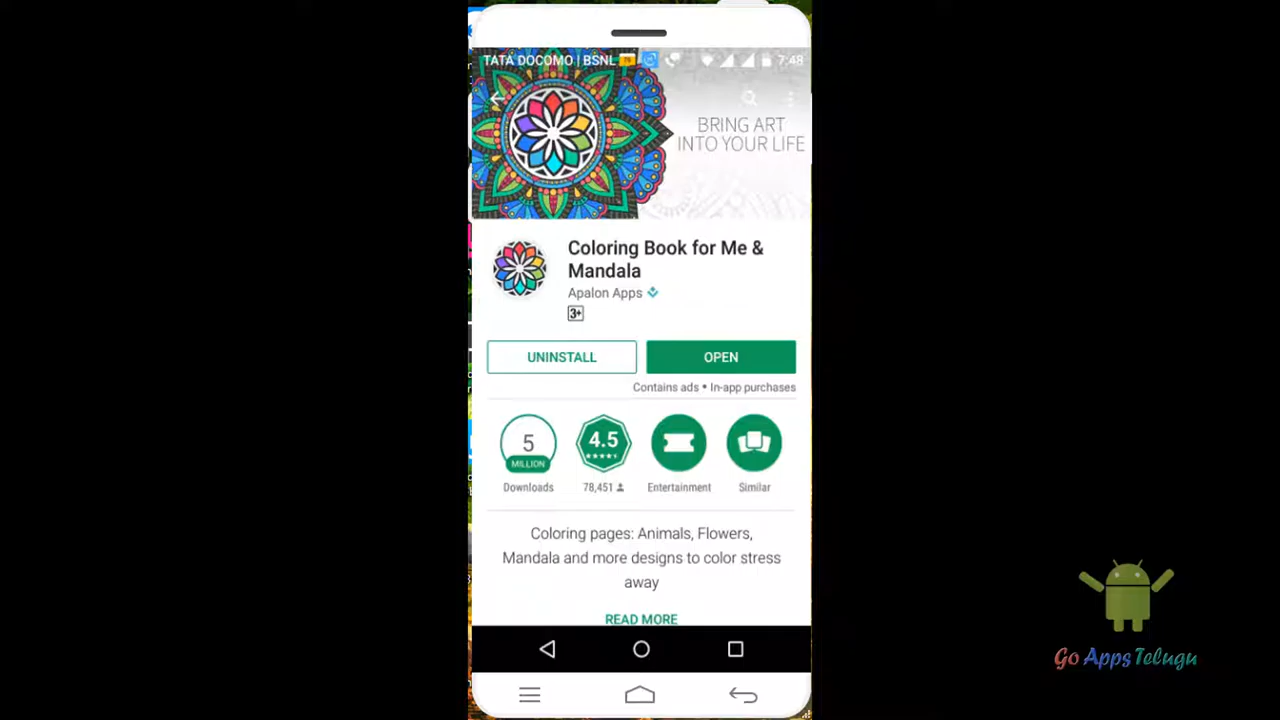 TATA DOCOMO | BSNL
7:48
BRING ART
INTO YOUR LIFE
Coloring Book for Me &
Mandala
Apalon Apps
3+
UNINSTALL
OPEN
Contains ads • In-app purchases
5
MILLION
4.5
Downloads
78,451
Entertainment
Similar
Coloring pages: Animals, Flowers,
Mandala and more designs to color stress
away
READ MORE
Go Apps Telugu